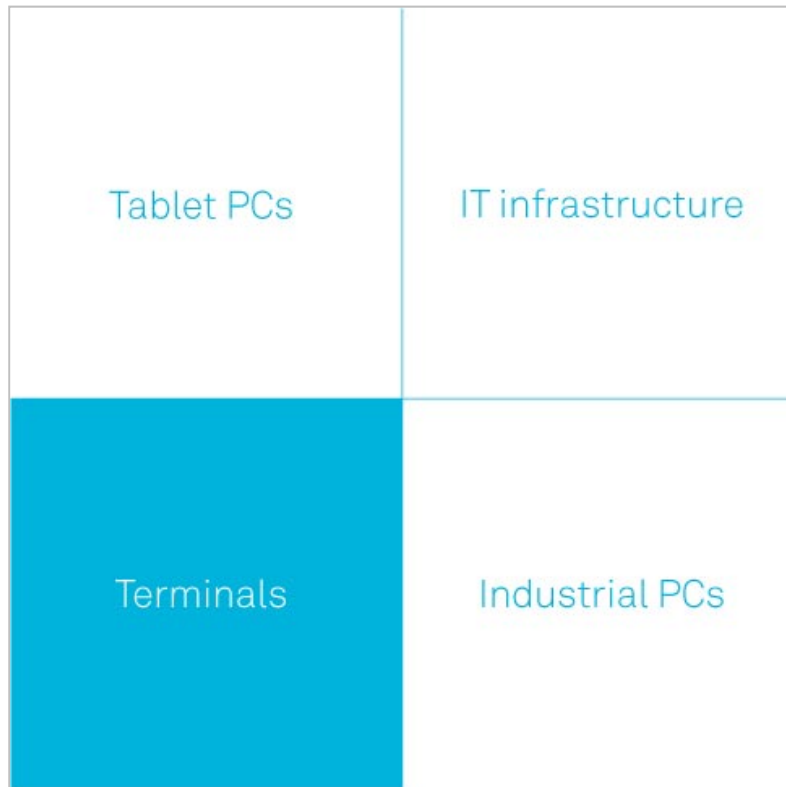 Tablet PCs
IT infrastructure
Terminals
Industrial PCs